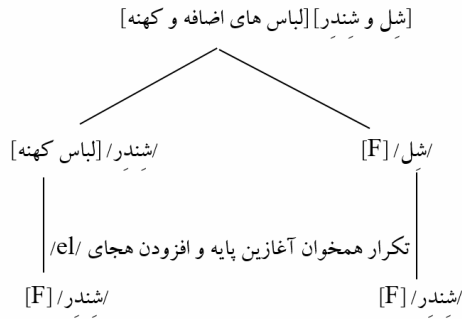 [شِل و شِندِر][لباس های اضافه و کهنه]
/شِل/ [F] /شِندِر/ [لباس کهنه]
تکرار همخوان آغازین پایه و افزودن هجای /el/
/شِندِر/ [F] /شِندِر/ [F]